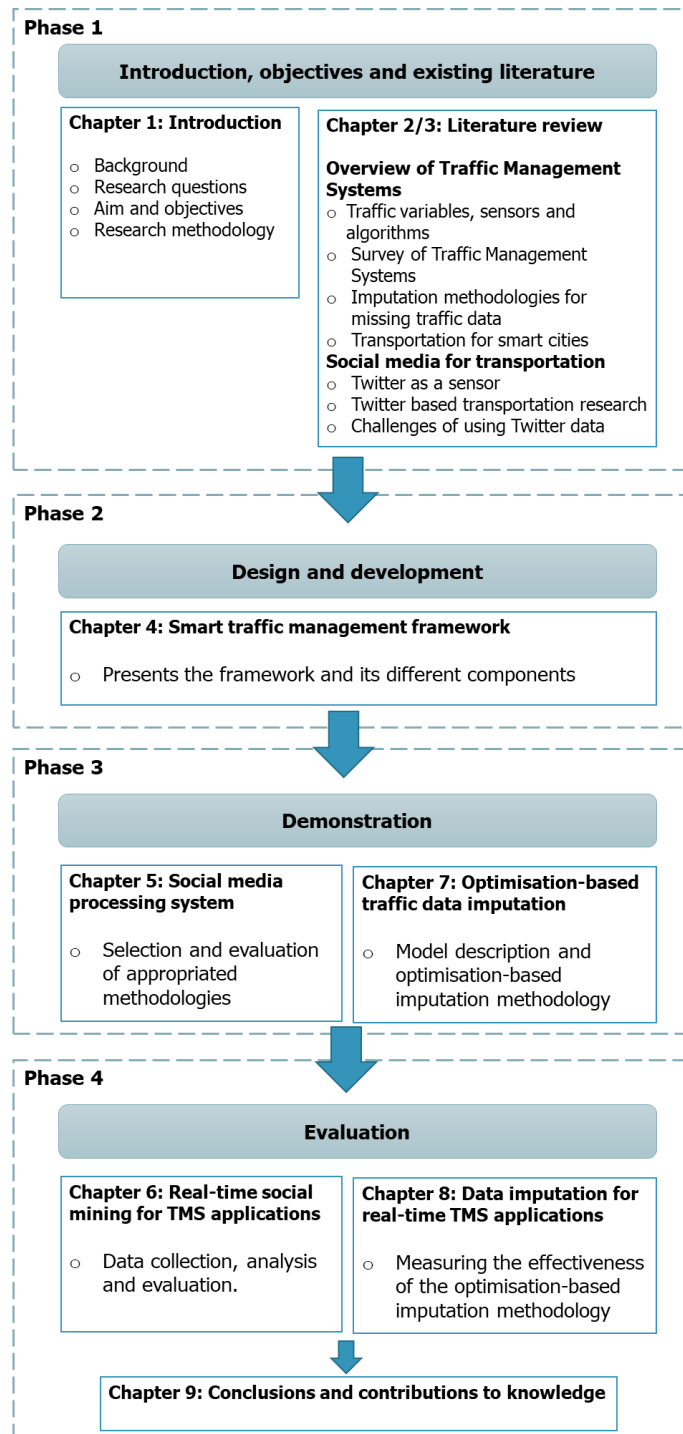 Phase 1
Introduction, objectives and existing literature
Chapter 1: Introduction
o Background
o Research questions
o Aim and objectives
o Research methodology
Chapter 2/3: Literature review
Overview of Traffic Management
Systems
o Traffic variables, sensors and
algorithms
o Survey of Traffic Management
Systems
o Imputation methodologies for
missing traffic data
o Transportation for smart cities
Social media for transportation
o Twitter as a sensor
o Twitter based transportation research
o Challenges of using Twitter data
Phase 2
Design and development
Chapter 4: Smart traffic management framework
o Presents the framework and its different components
Phase 3
Demonstration
Chapter 5: Social media
processing system
o Selection and evaluation
of appropriated
methodologies
Chapter 7: Optimisation-based
traffic data imputation
o Model description and
optimisation-based
imputation methodology
Phase 4
Evaluation
Chapter 6: Real-time social
mining for TMS applications
o Data collection, analysis
and evaluation.
Chapter 8: Data imputation for
real-time TMS applications
o Measuring the effectiveness
of the optimisation-based
imputation methodology
Chapter 9: Conclusions and contributions to knowledge